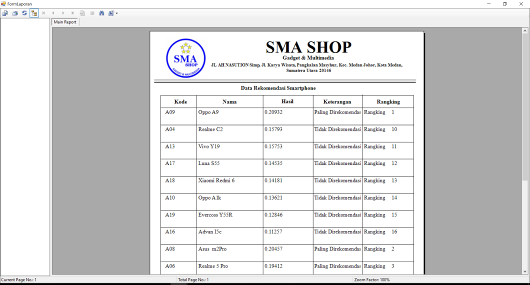 FormLaporan
Main Report
SMA SHOP
SMA
SHOP
Gadget & Multimedia
JL. AH NASUTION Simp. Jl. Karya Wisata, Pangkalan Masyhur, Kec. Medan Johor, Kota Medan,
Sumatera Utara 20146
Data Rekomendasi Smartphone
Kode Nama Hasil Keterangan Rangking
A09 Oppo A9 0.20932 Paling Direkomendas Rangking 1
A04 Realme C2 0.15793 Tidak Direkomendasi Rangking 10
A13 Vivo Y19 0.15753 Tidak Direkomendasi Rangking 11
A17 Luna S55 0.14535 Tidak Direkomendasi Rangking 12
A18 Xiaomi Redmi 6 0.14181 Tidak Direkomendasi Rangking 13
A10 Oppo A1k 0.13621 Tidak Direkomendasi Rangking 14
A19 Evercoss Y55R 0.12846 Tidak Direkomendasi Rangking 15
A16 Advan I5c 0.11257 Tidak Direkomendasi Rangking 16
A08 Asus m2Pro 0.20457 Paling Direkomendas Rangking 2
A06 Realme 5 Pro 0.19412 Paling Direkomendas Rangking 3
Current Page No.: 1 Total Page No.: 1 Zoom Factor: 100%